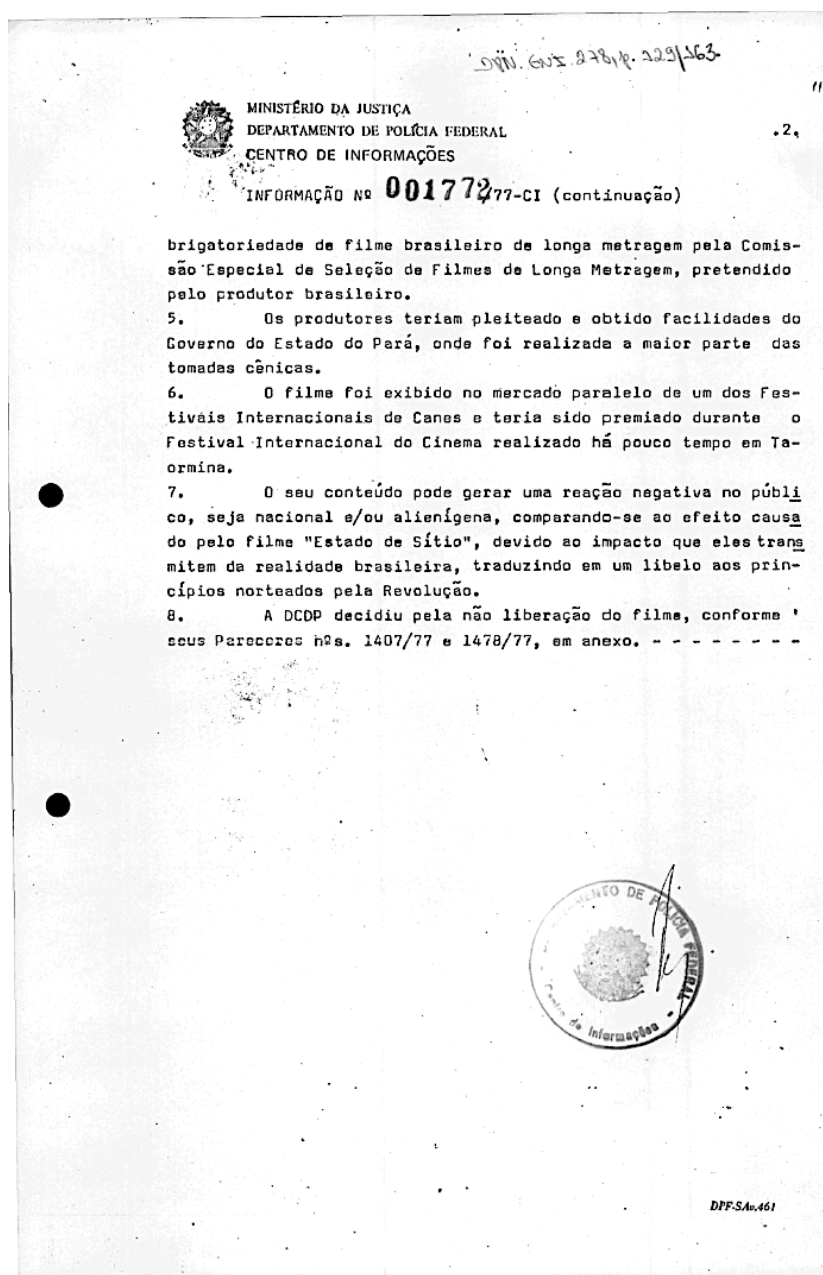 278, p. 129/163
11
MINISTÉRIO DA JUSTIÇA
DEPARTAMENTO DE POLÍCIA FEDERAL .2.
CENTRO DE INFORMAÇÕES
INFORMAÇÃO Nº 001772/77-CI (continuação)
brigatoriedade de filme brasileiro de longa metragem pela Comis-
são Especial de Seleção de Filmes de Longa Metragem, pretendido
pelo produtor brasileiro.
5. Os produtores teriam pleiteado e obtido facilidades do
Governo do Estado do Pará, onde foi realizada a maior parte das
tomadas cênicas.
6. O filme foi exibido no mercado paralelo de um dos Fes-
tivais Internacionais de Canes e teria sido premiado durante o
Festival Internacional do Cinema realizado há pouco tempo em Ta-
ormina.
7. O seu conteúdo pode gerar uma reação negativa no públi
co, seja nacional e/ou alienígena, comparando-se ao efeito causa
do pelo filme "Estado de Sítio", devido ao impacto que eles trans
mitem da realidade brasileira, traduzindo em um libelo aos prin-
cípios norteados pela Revolução.
8. A DCDP decidiu pela não liberação do filme, conforme '
seus Pareceres nºs. 1407/77 e 1478/77, em anexo. - - - - - - - -
MENTO DE POLÍCIA FEDERAL
Centro de Informações
DPF-SAv.461